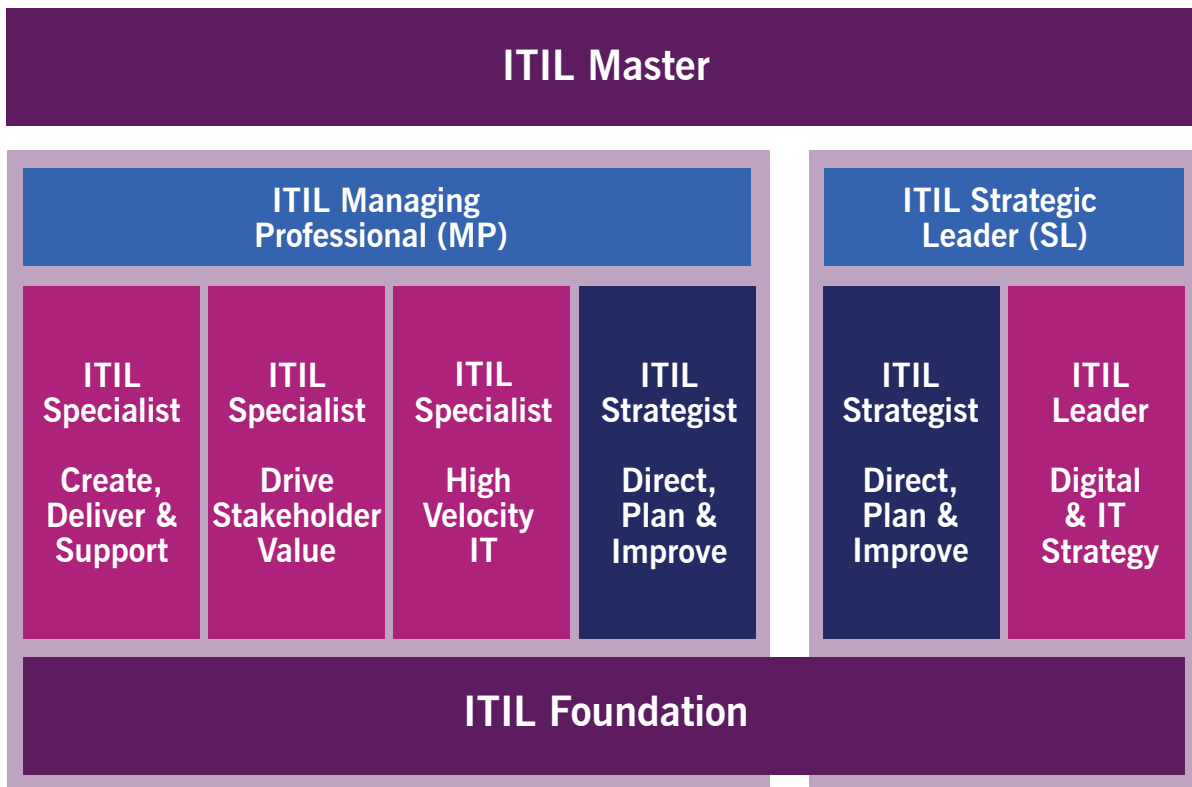 ITIL Master
ITIL Managing
Professional (MP)
ITIL Strategic
Leader (SL)
ITIL
Specialist
Create,
Deliver &
Support
ITIL
Specialist
Drive
Stakeholder
Value
ITIL
Specialist
High
Velocity
IT
ITIL
Strategist
Direct,
Plan &
Improve
ITIL
Strategist
Direct,
Plan &
Improve
ITIL
Leader
Digital
& IT
Strategy
ITIL Foundation